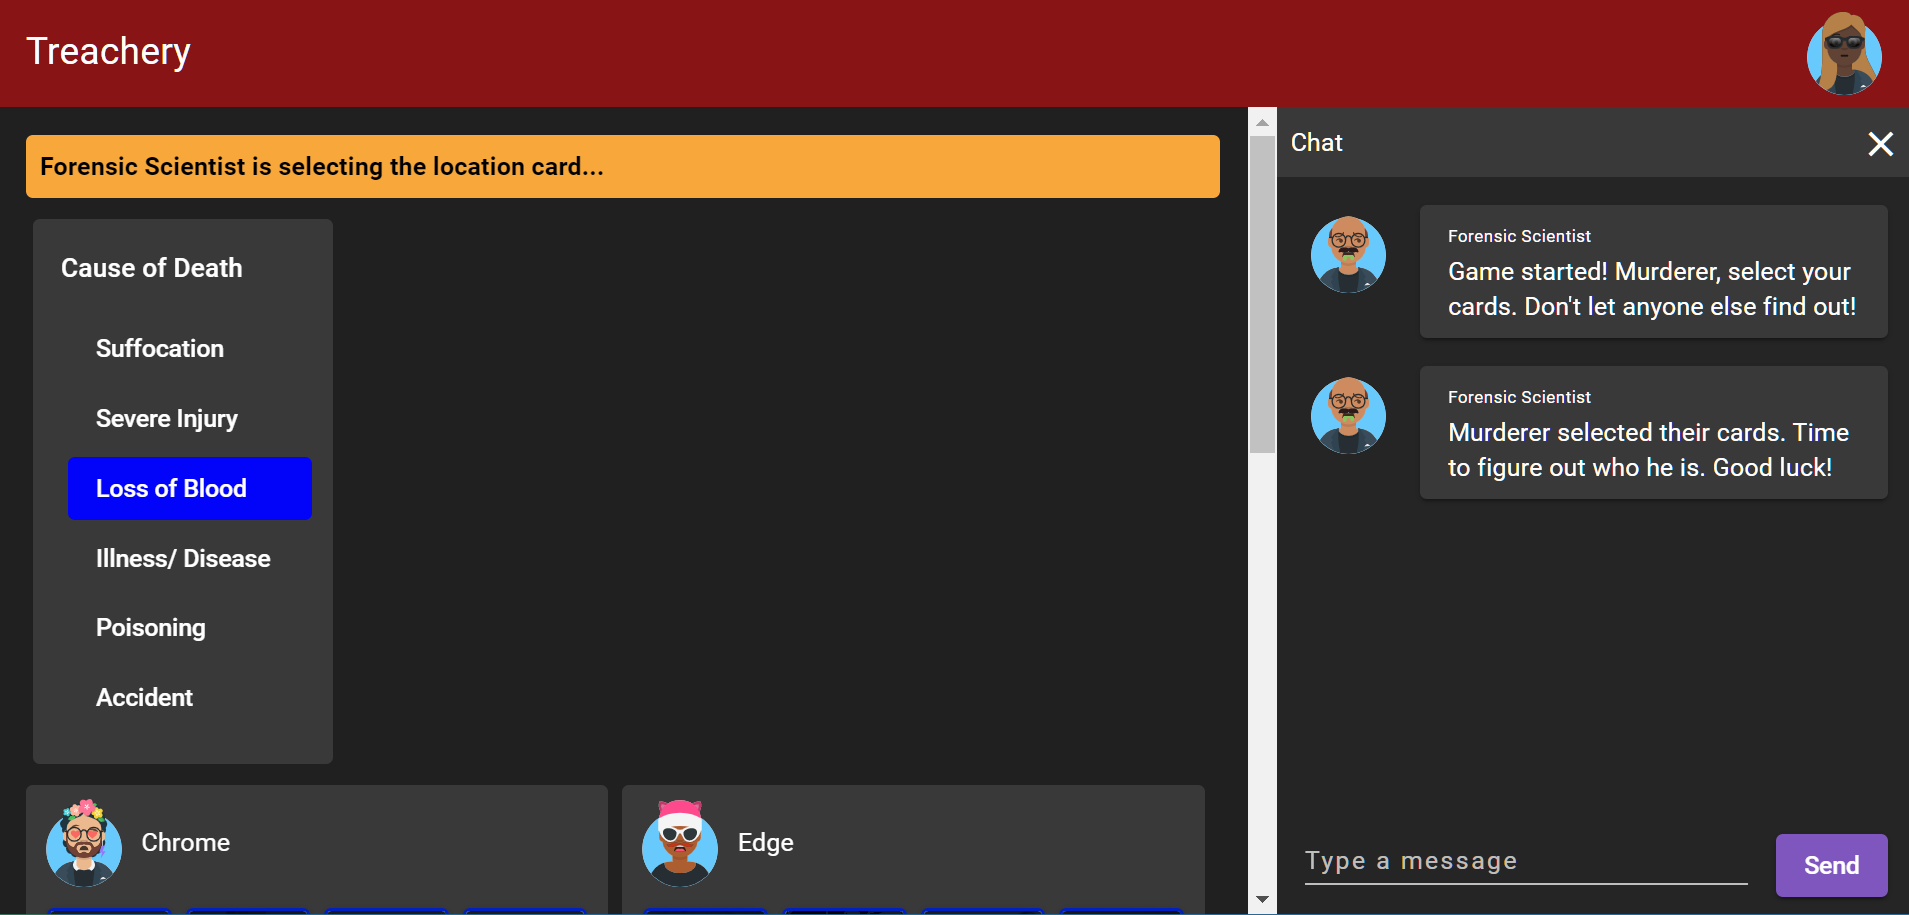 Treachery
Forensic Scientist is selecting the location card...
Cause of Death
Suffocation
Severe Injury
Loss of Blood
Illness/ Disease
Poisoning
Accident
Chrome
Edge
Chat
Forensic Scientist
Game started! Murderer, select your
cards. Don't let anyone else find out!
Forensic Scientist
Murderer selected their cards. Time
to figure out who he is. Good luck!
Type a message
Send